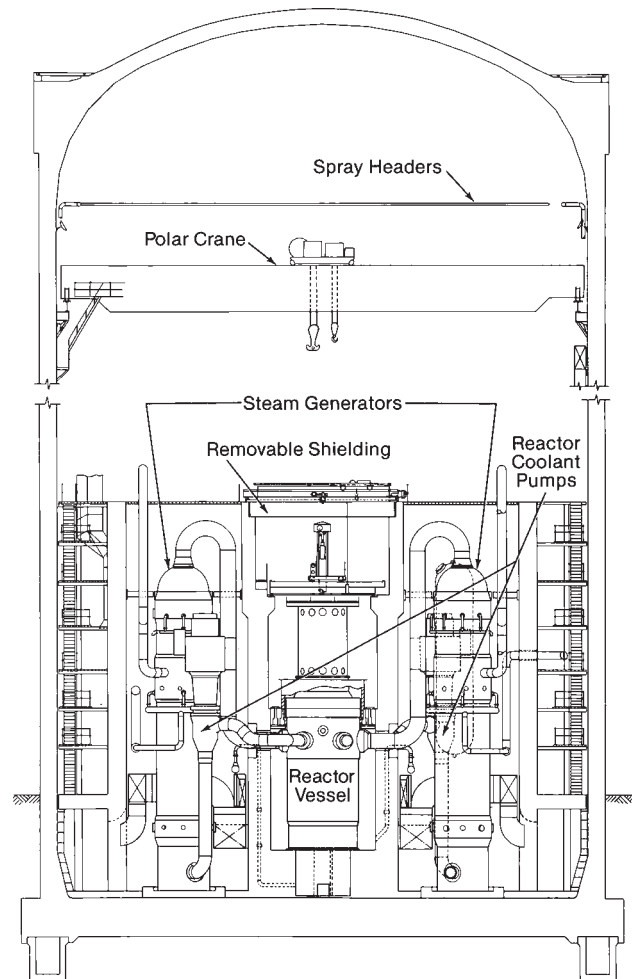 Spray Headers
Polar Crane
Steam Generators
Removable Shielding
Reactor
Coolant
Pumps
Reactor
Vessel